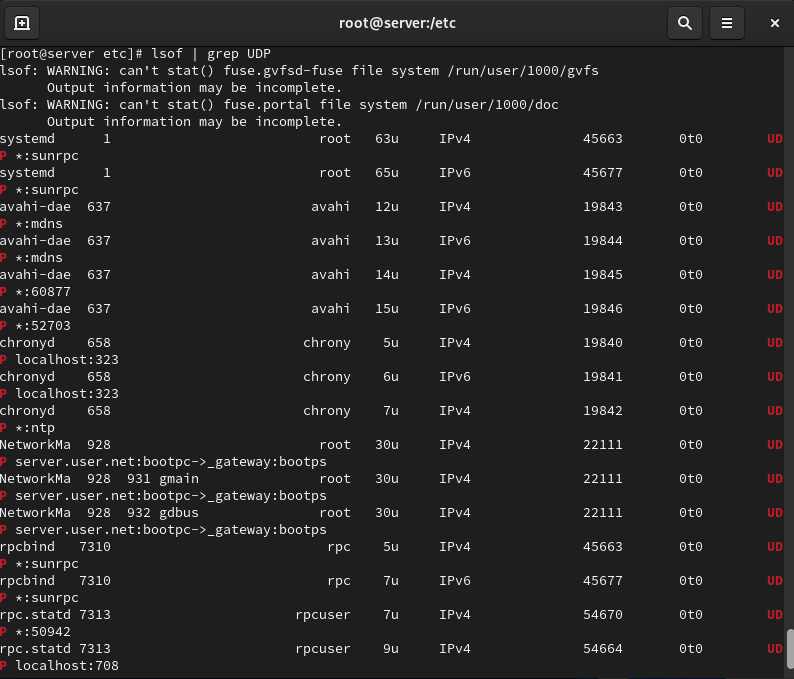 root@server:/etc
[root@server etc]# lsof | grep UDP
lsof: WARNING: can't stat() fuse.gvfsd-fuse file system /run/user/1000/gvfs
      Output information may be incomplete.
lsof: WARNING: can't stat() fuse.portal file system /run/user/1000/doc
      Output information may be incomplete.
systemd      1                          root   63u     IPv4              45663       0t0        UD
P *:sunrpc
systemd      1                          root   65u     IPv6              45677       0t0        UD
P *:sunrpc
avahi-dae  637                         avahi   12u     IPv4              19843       0t0        UD
P *:mdns
avahi-dae  637                         avahi   13u     IPv6              19844       0t0        UD
P *:mdns
avahi-dae  637                         avahi   14u     IPv4              19845       0t0        UD
P *:60877
avahi-dae  637                         avahi   15u     IPv6              19846       0t0        UD
P *:52703
chronyd    658                        chrony    5u     IPv4              19840       0t0        UD
P localhost:323
chronyd    658                        chrony    6u     IPv6              19841       0t0        UD
P localhost:323
chronyd    658                        chrony    7u     IPv4              19842       0t0        UD
P *:ntp
NetworkMa  928                          root   30u     IPv4              22111       0t0        UD
P server.user.net:bootpc->_gateway:bootps
NetworkMa  928  931 gmain               root   30u     IPv4              22111       0t0        UD
P server.user.net:bootpc->_gateway:bootps
NetworkMa  928  932 gdbus               root   30u     IPv4              22111       0t0        UD
P server.user.net:bootpc->_gateway:bootps
rpcbind   7310                           rpc    5u     IPv4              45663       0t0        UD
P *:sunrpc
rpcbind   7310                           rpc    7u     IPv6              45677       0t0        UD
P *:sunrpc
rpc.statd 7313                       rpcuser    7u     IPv4              54670       0t0        UD
P *:50942
rpc.statd 7313                       rpcuser    9u     IPv4              54664       0t0        UD
P localhost:708